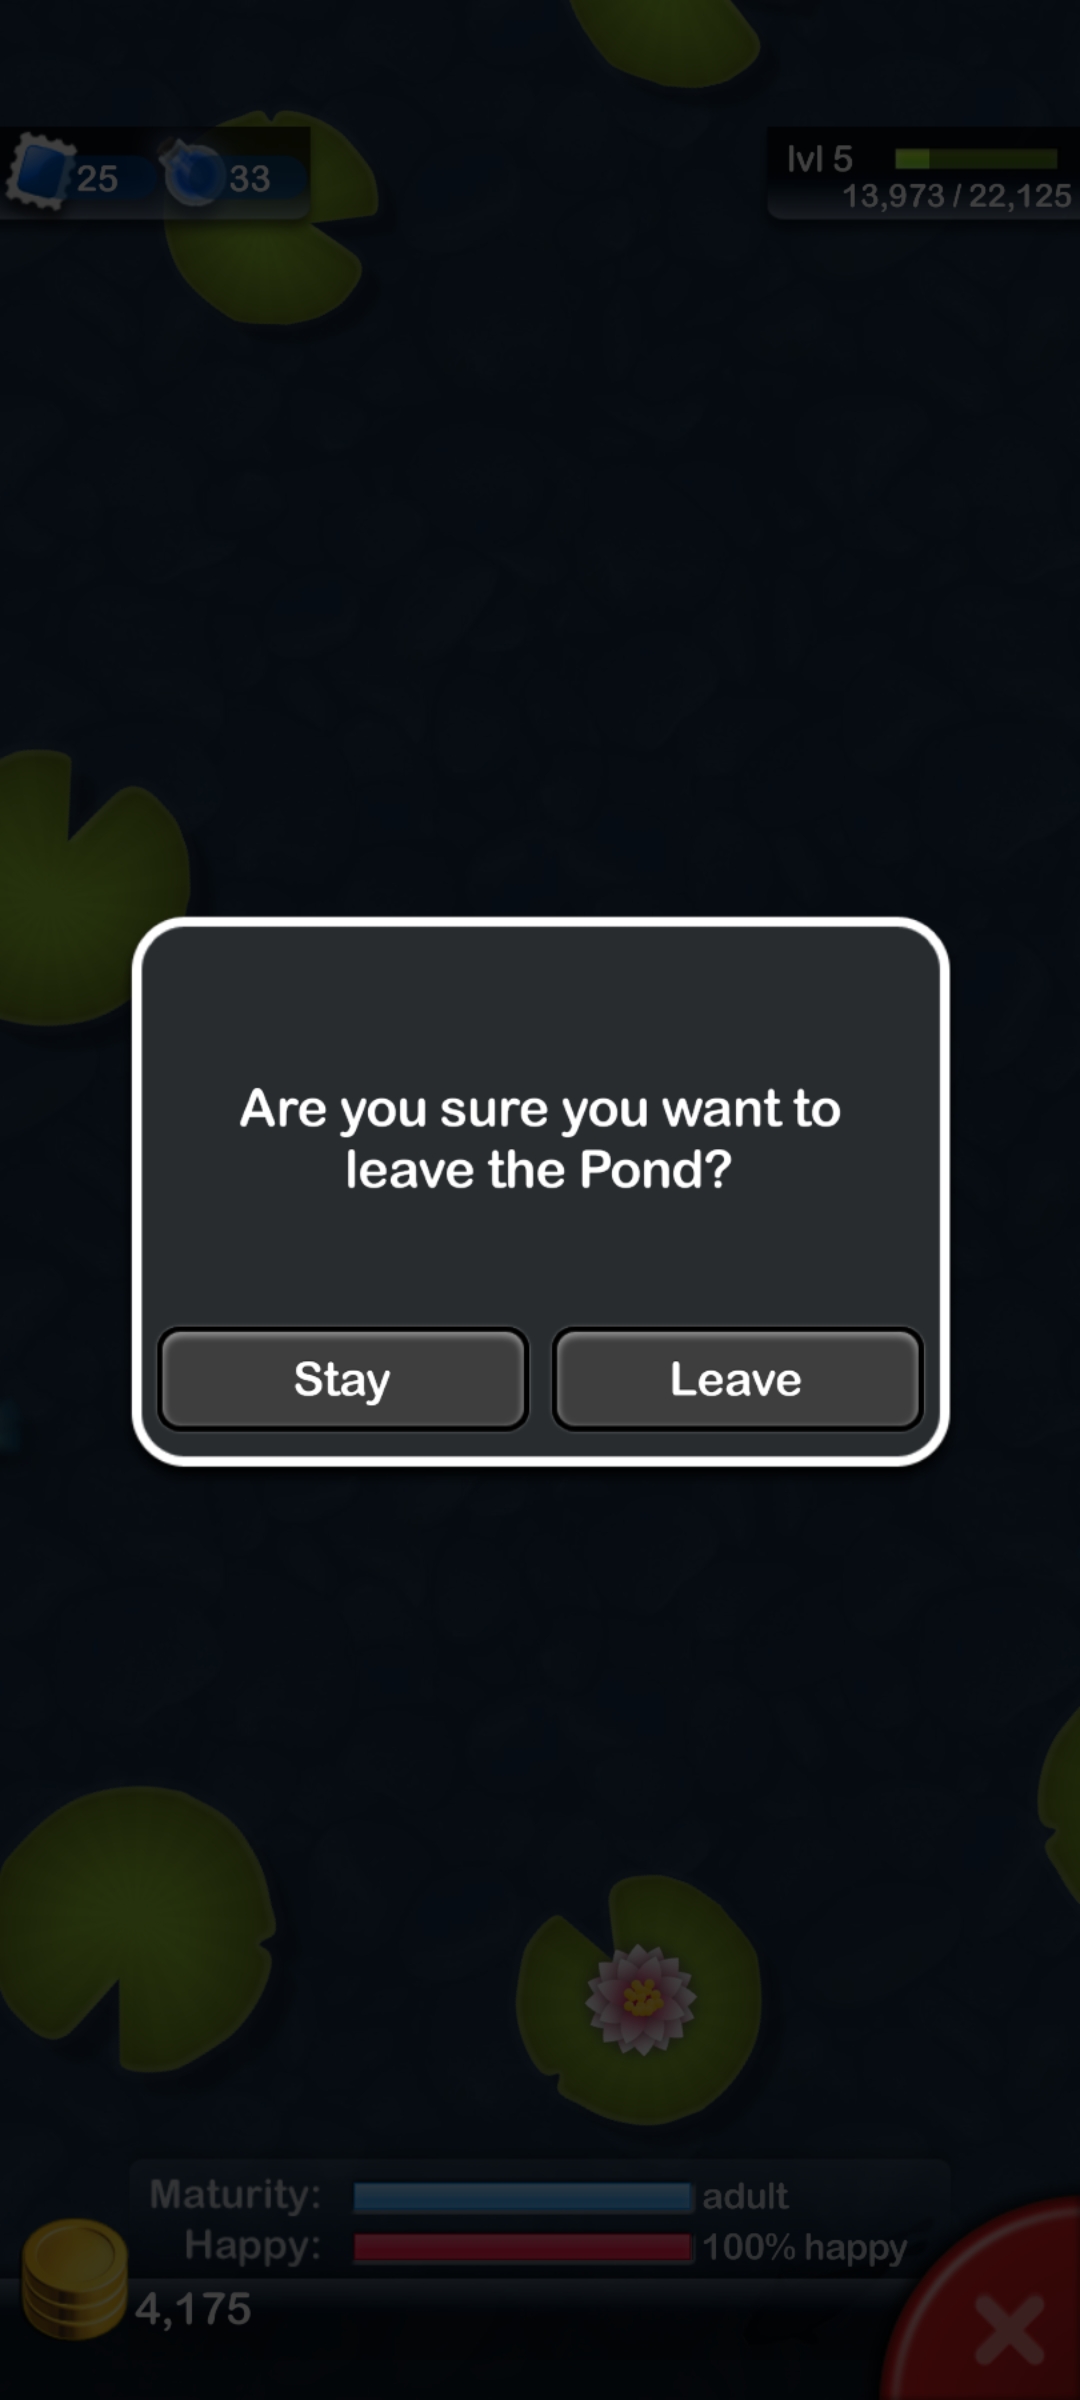 25 33
lvl 5
13,973 / 22,125
Are you sure you want to
leave the Pond?
Stay Leave
Maturity: adult
Happy: 100% happy
4,175